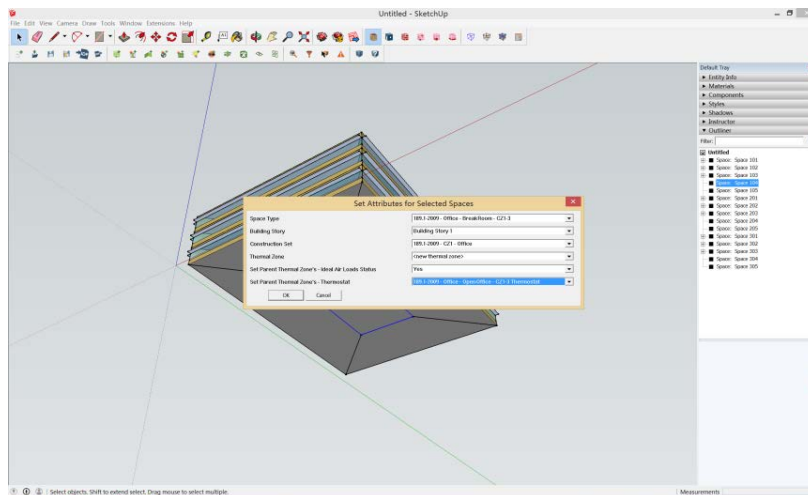 Untitled - SketchUp
File Edit View Camera Draw Tools Window Extensions Help
Default Tray
Entity Info
Materials
Components
Styles
Shadows
Instructor
Outliner
Filter:
Untitled
Space: Space 101
Space: Space 102
Space: Space 103
Space: Space 104
Space: Space 105
Space: Space 201
Space: Space 202
Space: Space 203
Space: Space 204
Space: Space 205
Space: Space 301
Space: Space 302
Space: Space 303
Space: Space 304
Space: Space 305
Set Attributes for Selected Spaces
Space Type 189.1-2009 - Office - BreakRoom - CZ1-3
Building Story Building Story 1
Construction Set 189.1-2009 - CZ1 - Office
Thermal Zone <new thermal zone>
Set Parent Thermal Zone's - Ideal Air Loads Status Yes
Set Parent Thermal Zone's - Thermostat 189.1-2009 - Office - OpenOffice - CZ1-3 Thermostat
OK Cancel
Select objects. Shift to extend select. Drag mouse to select multiple. Measurements